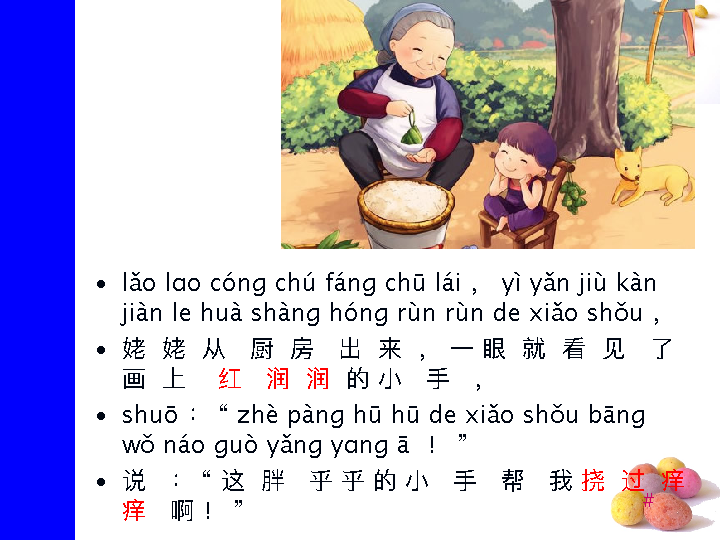 • lǎo lɑo cóng chú fáng chū lái ， yì yǎn jiù kàn
jiàn le huà shàng hóng rùn rùn de xiǎo shǒu ，
• 姥 姥 从 厨 房 出 来 ， 一 眼 就 看 见 了
画 上 红 润 润 的 小 手 ，
• shuō ：“ zhè pàng hū hū de xiǎo shǒu bāng
wǒ náo guò yǎng yɑng ā ！ ”
• 说 ：“ 这 胖 乎 乎 的 小 手 帮 我 挠 过 痒
痒 啊 ！ ”
#